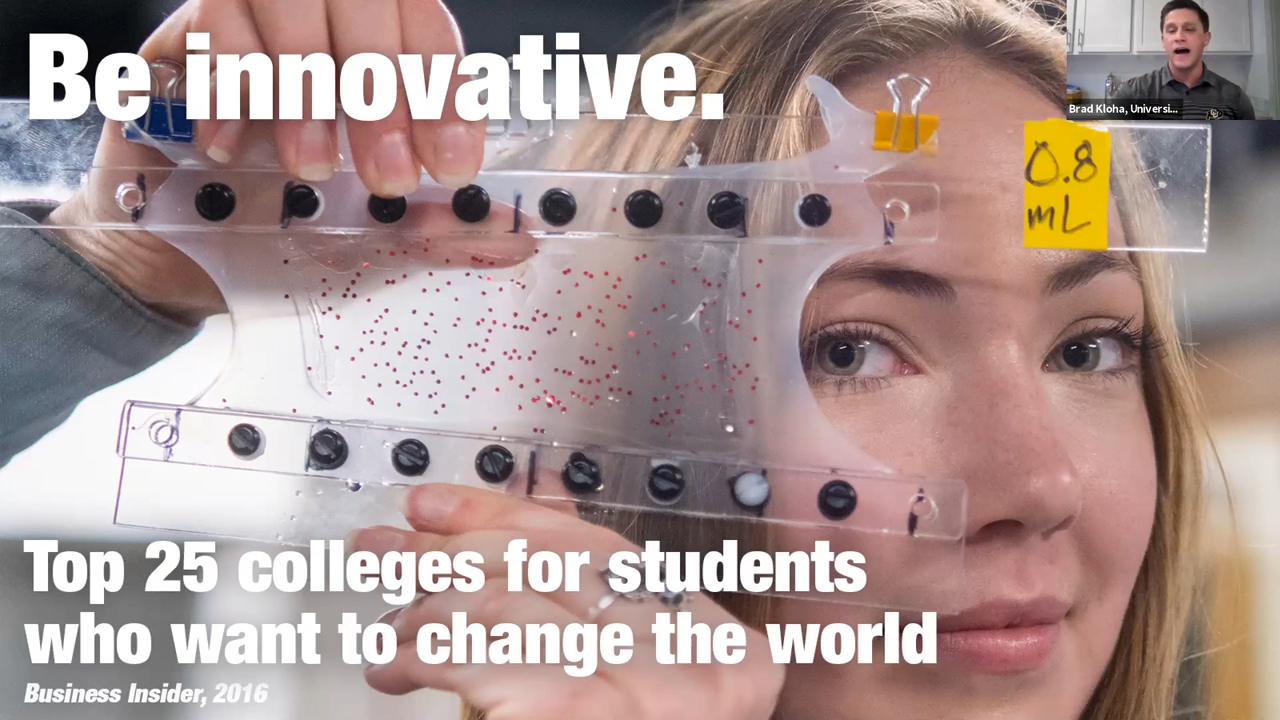 Be innovative.
Brad Kloha, Universi...
0.8
mL
Top 25 colleges for students
who want to change the world
Business Insider, 2016